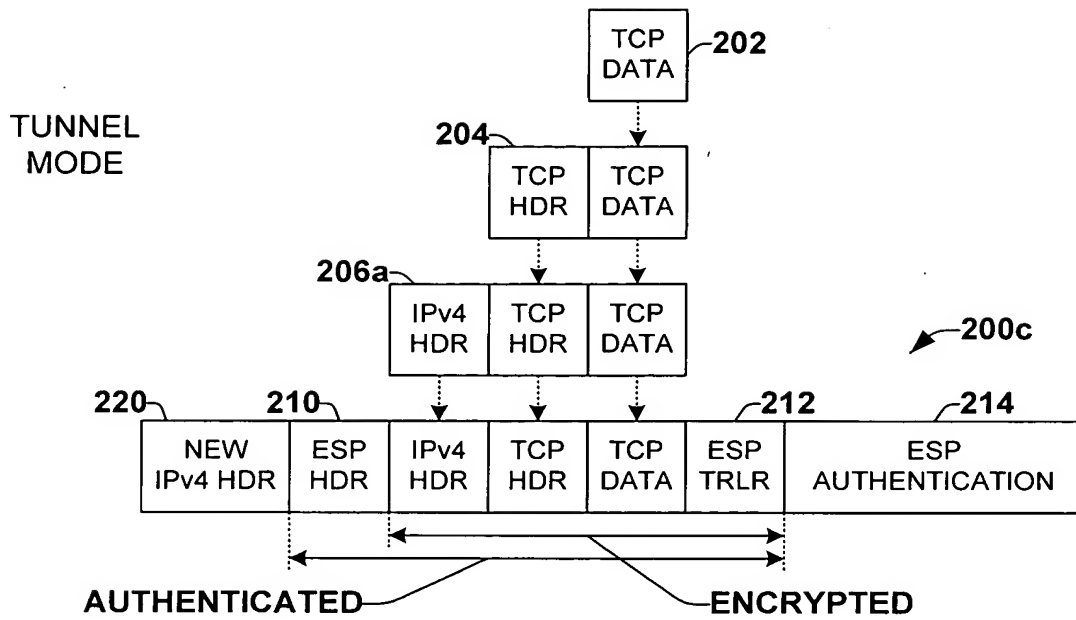 TCP
DATA
202
TUNNEL
MODE
204
TCP
HDR
TCP
DATA
206a
IPv4
HDR
TCP
HDR
TCP
DATA
200c
220
210
212
214
NEW
IPv4 HDR
ESP
HDR
IPv4
HDR
TCP
HDR
TCP
DATA
ESP
TRLR
ESP
AUTHENTICATION
AUTHENTICATED
ENCRYPTED